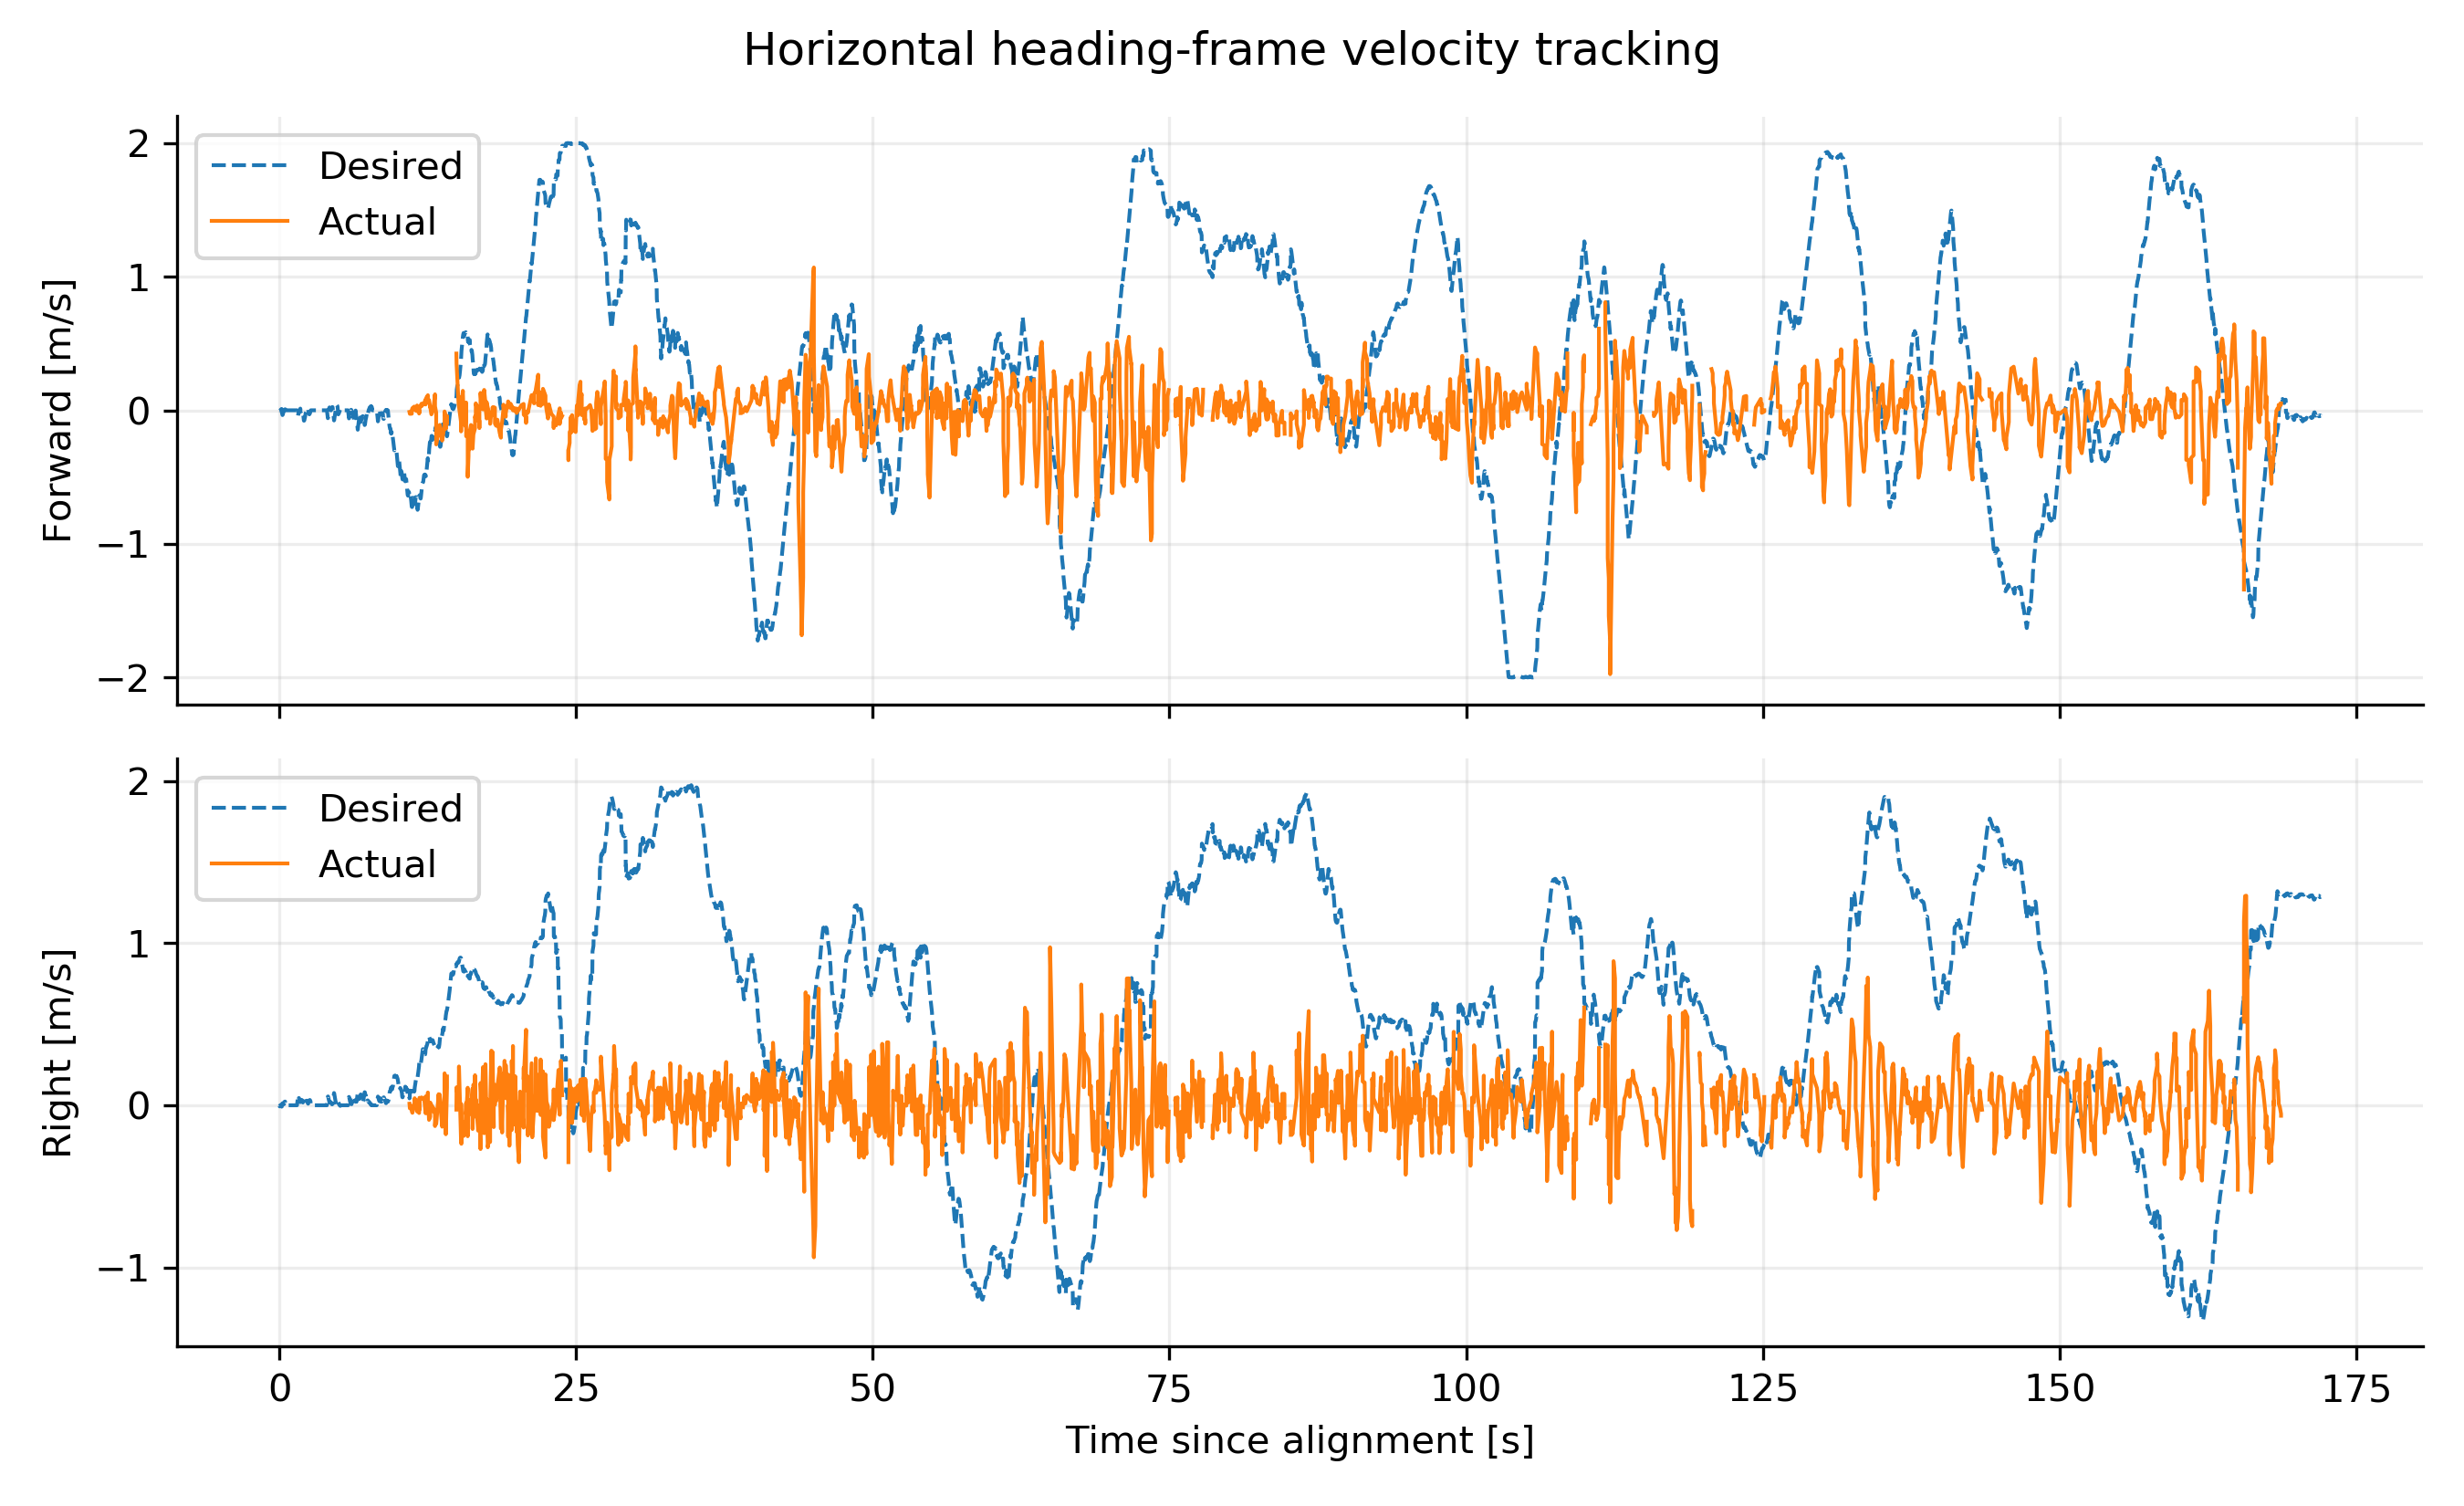 Horizontal heading-frame velocity tracking
2
1
0
−1
−2
Forward [m/s]
Desired
Actual
2
1
0
−1
Right [m/s]
Desired
Actual
0 25 50 75 100 125 150 175
Time since alignment [s]